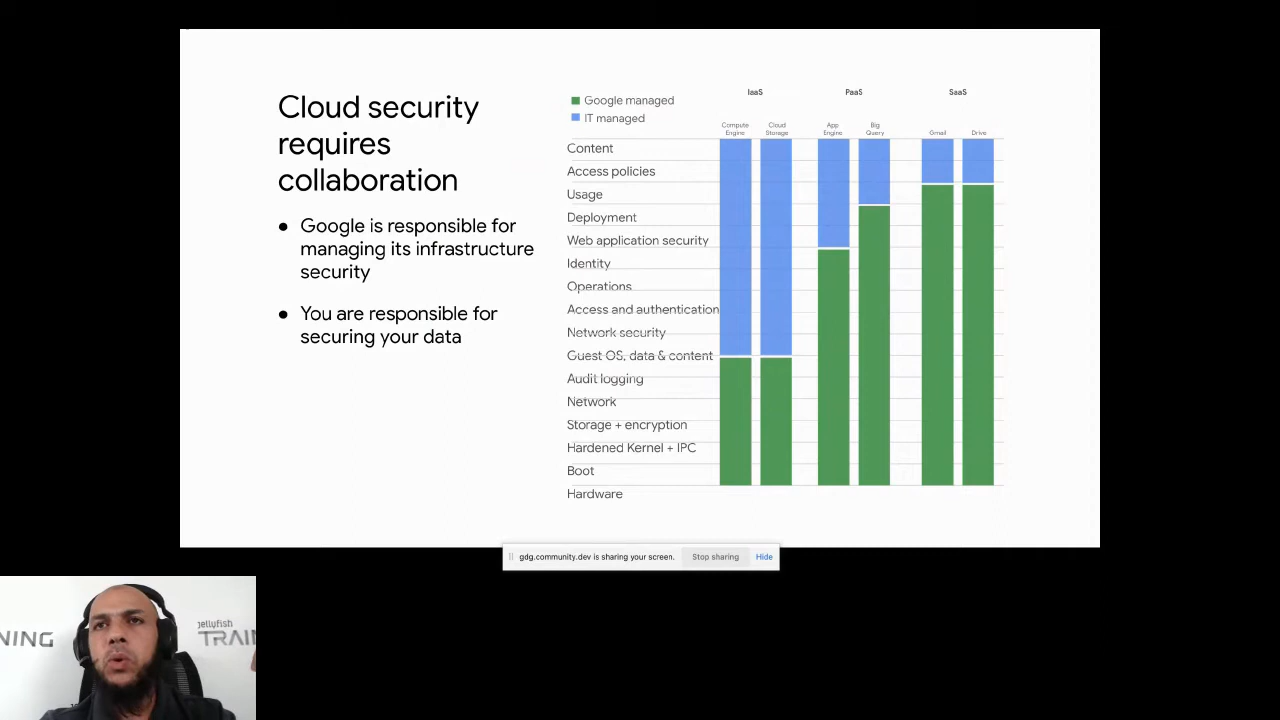 Cloud security
requires
collaboration
● Google is responsible for
managing its infrastructure
security
● You are responsible for
securing your data
Google managed
IT managed
IaaS PaaS SaaS
Compute Engine Cloud Storage App Engine Big Query Gmail Drive
Content
Access policies
Usage
Deployment
Web application security
Identity
Operations
Access and authentication
Network security
Guest OS, data & content
Audit logging
Network
Storage + encryption
Hardened Kernel + IPC
Boot
Hardware
gdg.community.dev is sharing your screen. Stop sharing Hide
NING
jellyfish
TRAI